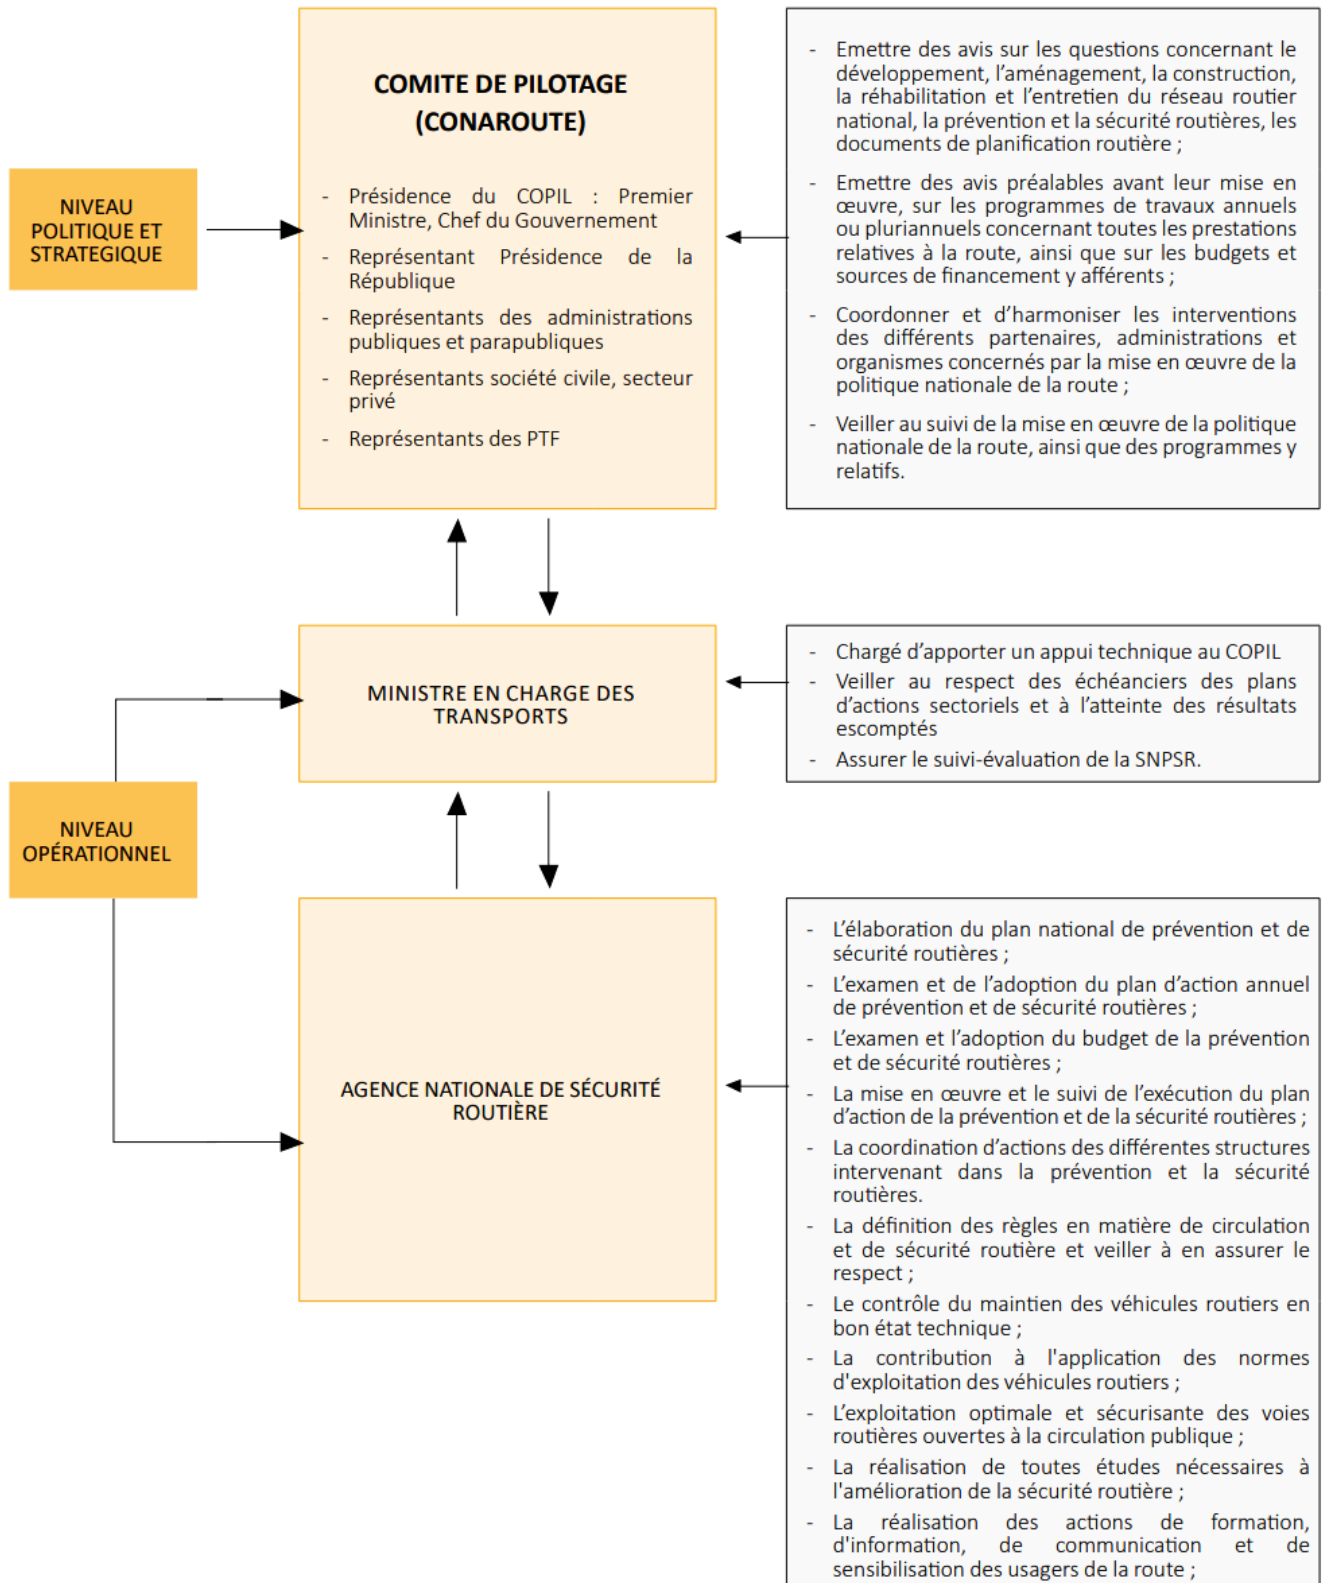 COMITE DE PILOTAGE
(CONAROUTE)
- Présidence du COPIL : Premier
Ministre, Chef du Gouvernement
- Représentant Présidence de la
République
- Représentants des administrations
publiques et parapubliques
- Représentants société civile, secteur
privé
- Représentants des PTF
- Emettre des avis sur les questions concernant le
développement, l’aménagement, la construction,
la réhabilitation et l’entretien du réseau routier
national, la prévention et la sécurité routières, les
documents de planification routière ;
- Emettre des avis préalables avant leur mise en
œuvre, sur les programmes de travaux annuels
ou pluriannuels concernant toutes les prestations
relatives à la route, ainsi que sur les budgets et
sources de financement y afférents ;
- Coordonner et d’harmoniser les interventions
des différents partenaires, administrations et
organismes concernés par la mise en œuvre de la
politique nationale de la route ;
- Veiller au suivi de la mise en œuvre de la politique
nationale de la route, ainsi que des programmes y
relatifs.
NIVEAU
POLITIQUE ET
STRATEGIQUE
MINISTRE EN CHARGE DES
TRANSPORTS
- Chargé d’apporter un appui technique au COPIL
- Veiller au respect des échéanciers des plans
d’actions sectoriels et à l’atteinte des résultats
escomptés
- Assurer le suivi-évaluation de la SNPSR.
NIVEAU
OPÉRATIONNEL
AGENCE NATIONALE DE SÉCURITÉ
ROUTIÈRE
- L’élaboration du plan national de prévention et de
sécurité routières ;
- L’examen et de l’adoption du plan d’action annuel
de prévention et de sécurité routières ;
- L’examen et l’adoption du budget de la prévention
et de sécurité routières ;
- La mise en œuvre et le suivi de l’exécution du plan
d’action de la prévention et de la sécurité routières ;
- La coordination d’actions des différentes structures
intervenant dans la prévention et la sécurité
routières.
- La définition des règles en matière de circulation
et de sécurité routière et veiller à en assurer le
respect ;
- Le contrôle du maintien des véhicules routiers en
bon état technique ;
- La contribution à l'application des normes
d'exploitation des véhicules routiers ;
- L’exploitation optimale et sécurisante des voies
routières ouvertes à la circulation publique ;
- La réalisation de toutes études nécessaires à
l'amélioration de la sécurité routière ;
- La réalisation des actions de formation,
d'information, de communication et de
sensibilisation des usagers de la route ;